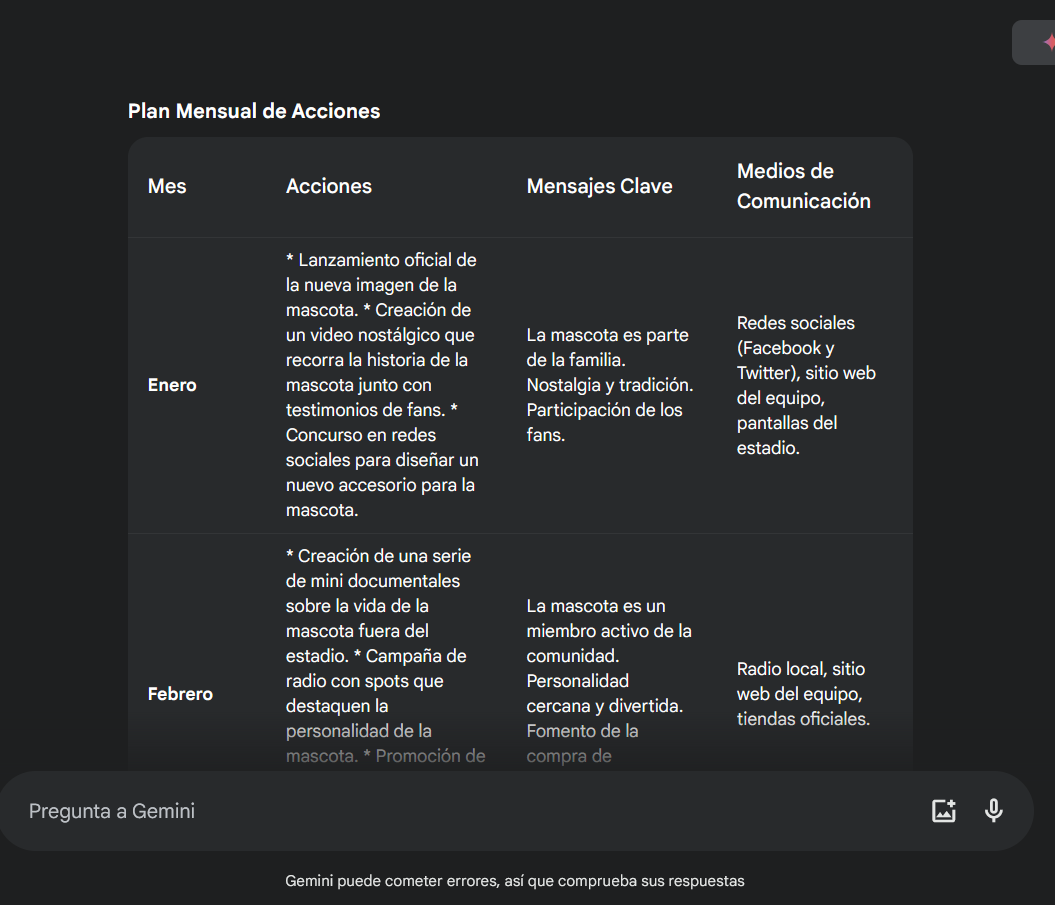 Plan Mensual de Acciones
Mes
Acciones
Mensajes Clave
Medios de
Comunicación
Enero
* Lanzamiento oficial de
la nueva imagen de la
mascota. * Creación de
un video nostálgico que
recorra la historia de la
mascota junto con
testimonios de fans. *
Concurso en redes
sociales para diseñar un
nuevo accesorio para la
mascota.
La mascota es parte
de la familia.
Nostalgia y tradición.
Participación de los
fans.
Redes sociales
(Facebook y
Twitter), sitio web
del equipo,
pantallas del
estadio.
Febrero
* Creación de una serie
de mini documentales
sobre la vida de la
mascota fuera del
estadio. * Campaña de
radio con spots que
destaquen la
personalidad de la
mascota. * Promoción de
La mascota es un
miembro activo de la
comunidad.
Personalidad
cercana y divertida.
Fomento de la
compra de
Radio local, sitio
web del equipo,
tiendas oficiales.
Pregunta a Gemini
Gemini puede cometer errores, así que comprueba sus respuestas